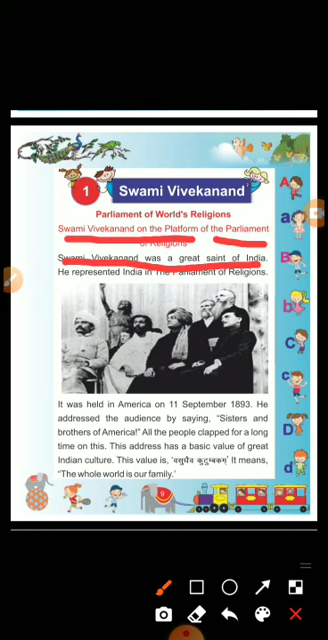 1
Swami Vivekanand
Parliament of World's Religions
Swami Vivekanand on the Platform of the Parliament
of Religions
Swami Vivekanand was a great saint of India.
He represented India in The Parliament of Religions.
It was held in America on 11 September 1893. He
addressed the audience by saying, “Sisters and
brothers of America!” All the people clapped for a long
time on this. This address has a basic value of great
Indian culture. This value is, 'वसुधैव कुटुम्बकम्' It means,
“The whole world is our family.’
A
a
B
b
C
c
D
d